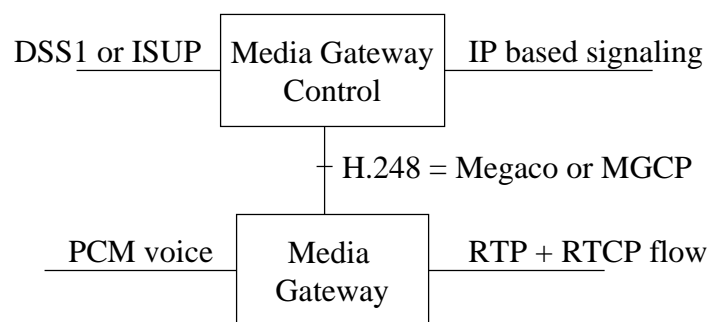 DSS1 or ISUP
Media Gateway
Control
IP based signaling
H.248 = Megaco or MGCP
PCM voice
Media
Gateway
RTP + RTCP flow